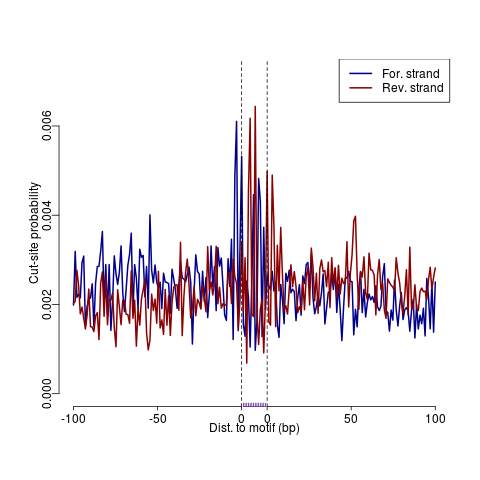 For. strand
Rev. strand
Cut-site probability
0.000
0.002
0.004
0.006
-100
-50
0
0
50
100
Dist. to motif (bp)